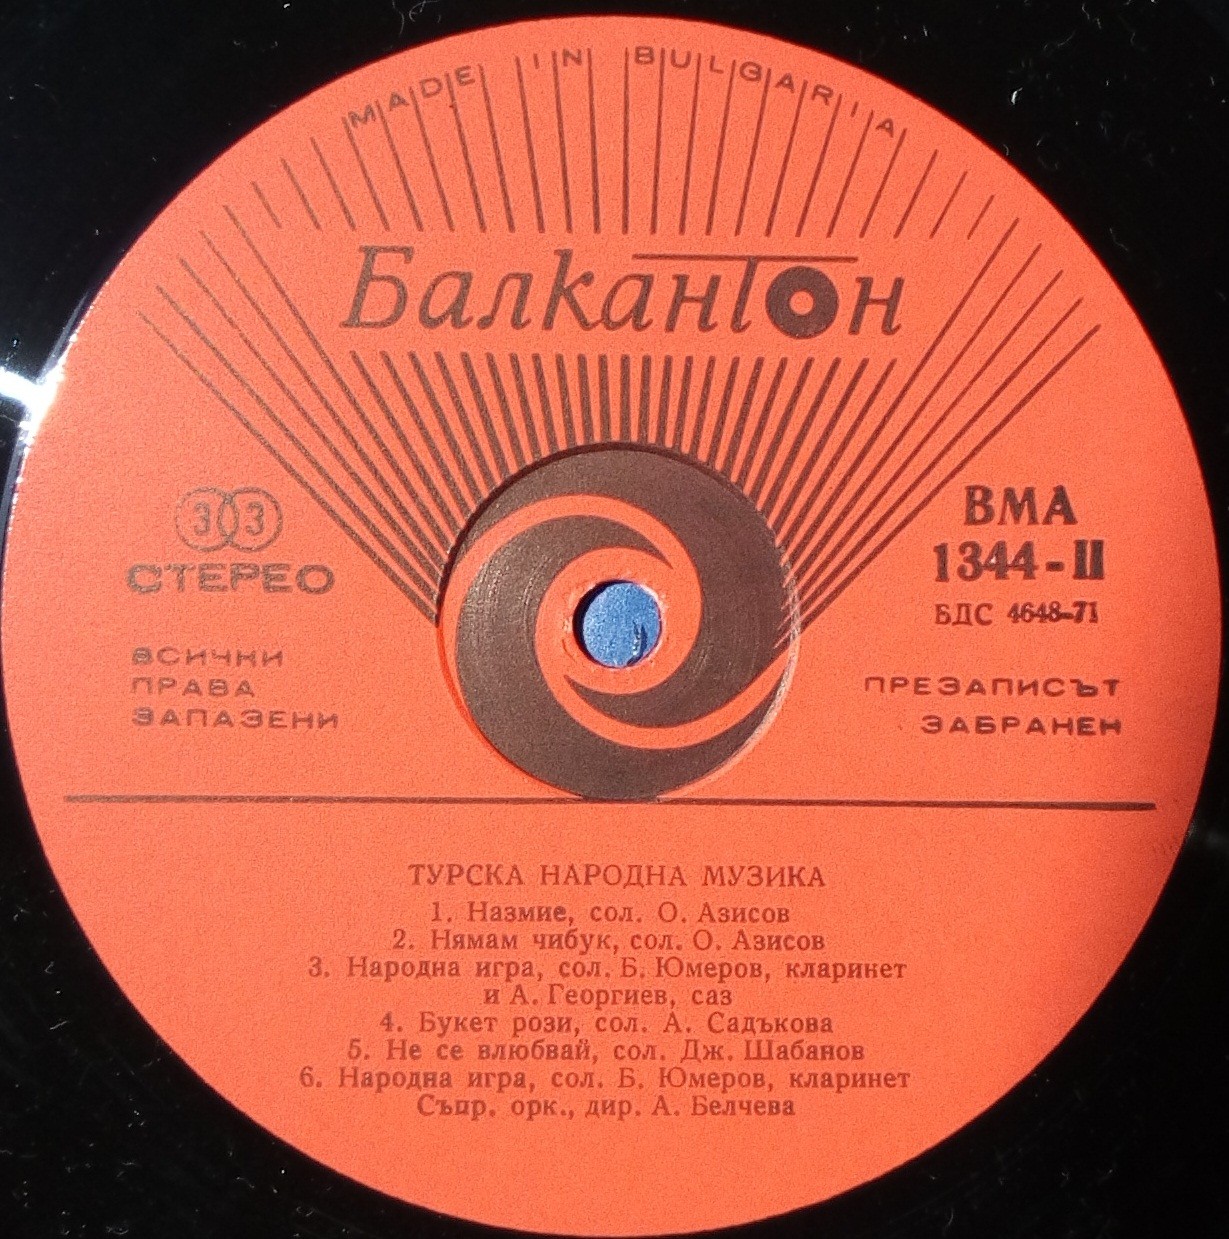 MADE IN BULGARIA
Балкантон
33
СТЕРЕО
ВСИЧКИ
ПРАВА
ЗАПАЗЕНИ
ВМА
1344-II
БДС 4648-71
ПРЕЗАПИСЪТ
ЗАБРАНЕН
ТУРСКА НАРОДНА МУЗИКА
1. Назмие, сол. О. Азисов
2. Нямам чибук, сол. О. Азисов
3. Народна игра, сол. Б. Юмеров, кларинет
и А. Георгиев, саз
4. Букет рози, сол. А. Садъкова
5. Не се влюбвай, сол. Дж. Шабанов
6. Народна игра, сол. Б. Юмеров, кларинет
Съпр. орк., дир. А. Белчева